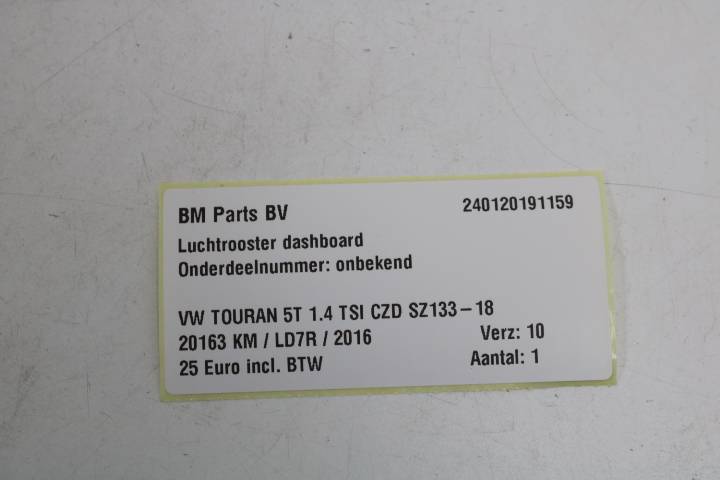 BM Parts BV 240120191159
Luchtrooster dashboard
Onderdeelnummer: onbekend
VW TOURAN 5T 1.4 TSI CZD SZ133-18
20163 KM / LD7R / 2016 Verz: 10
25 Euro incl. BTW Aantal: 1